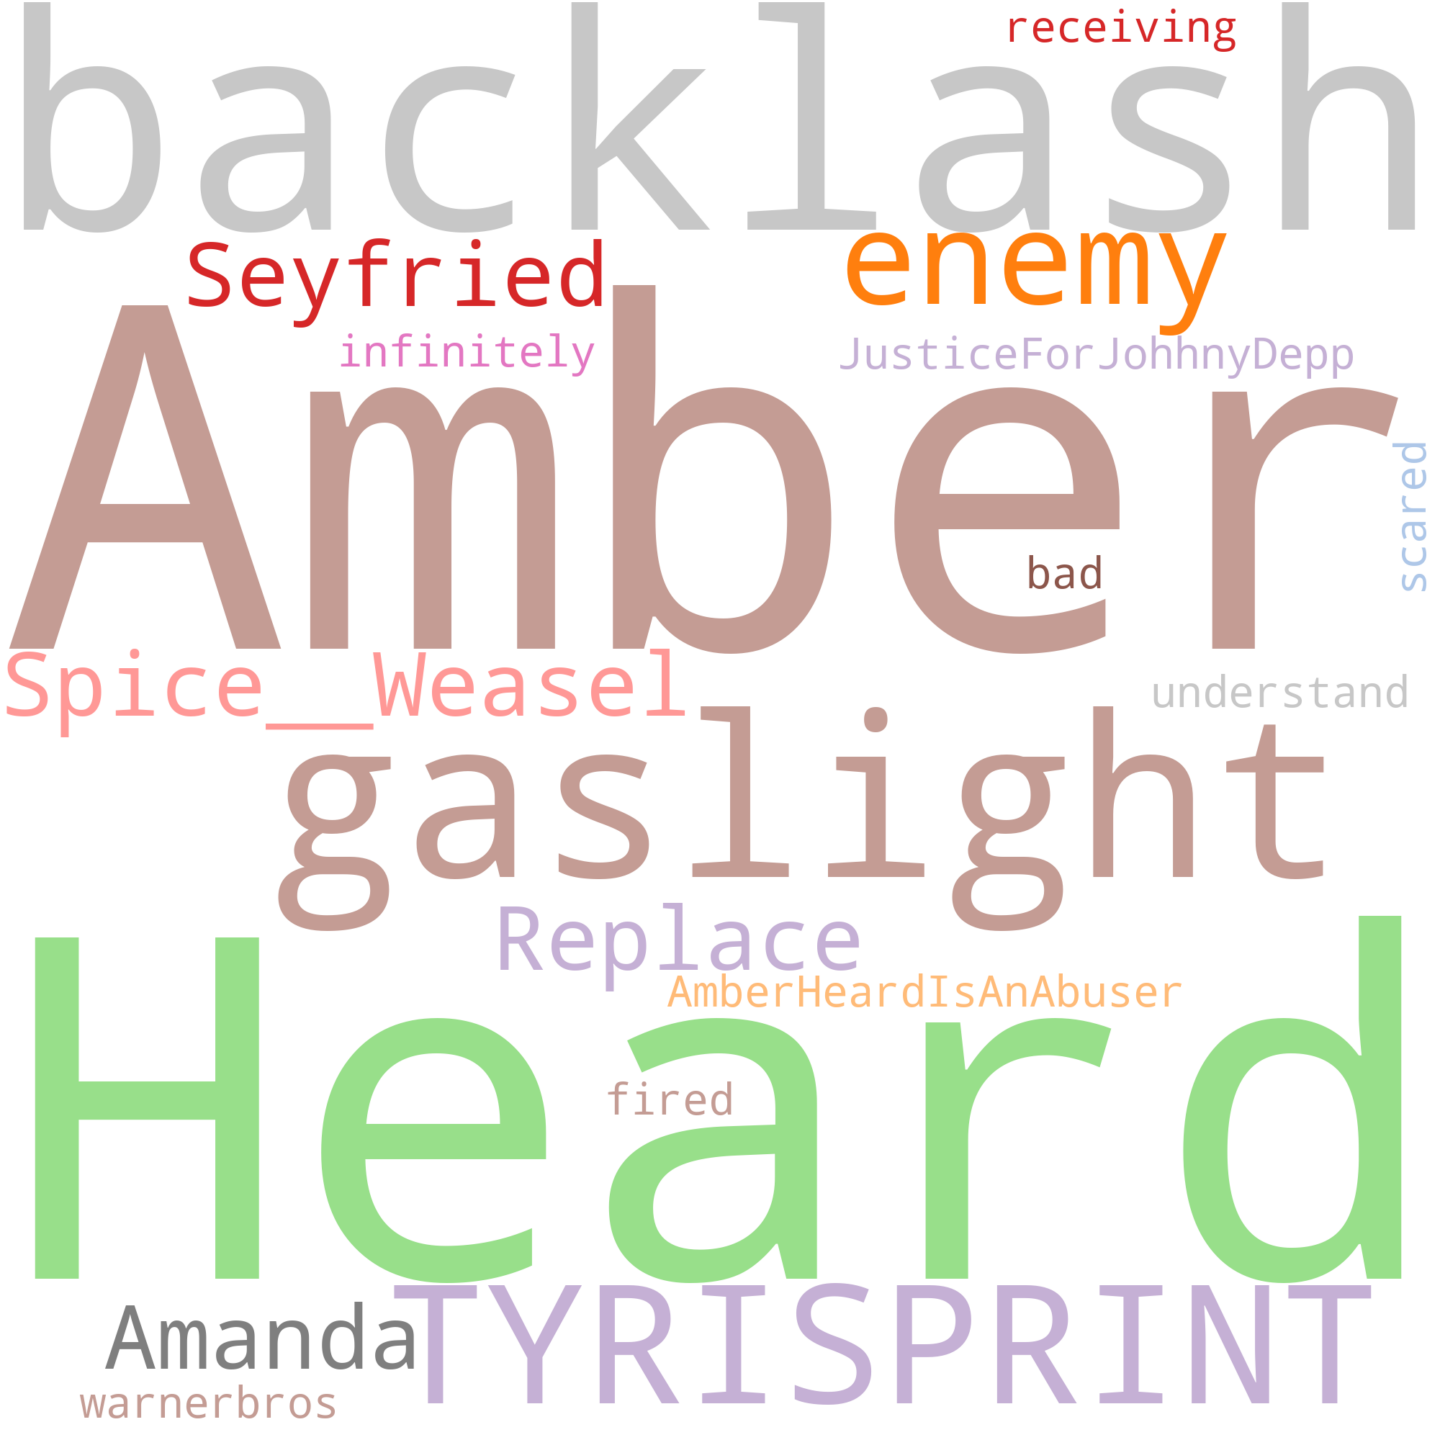 receiving
backlash
Seyfried
enemy
infinitely
JusticeForJohhnyDepp
Amber
scared
bad
Spice__Weasel
understand
gaslight
Replace
AmberHeardIsAnAbuser
Heard
fired
TYRISPRINT
Amanda
warnerbros